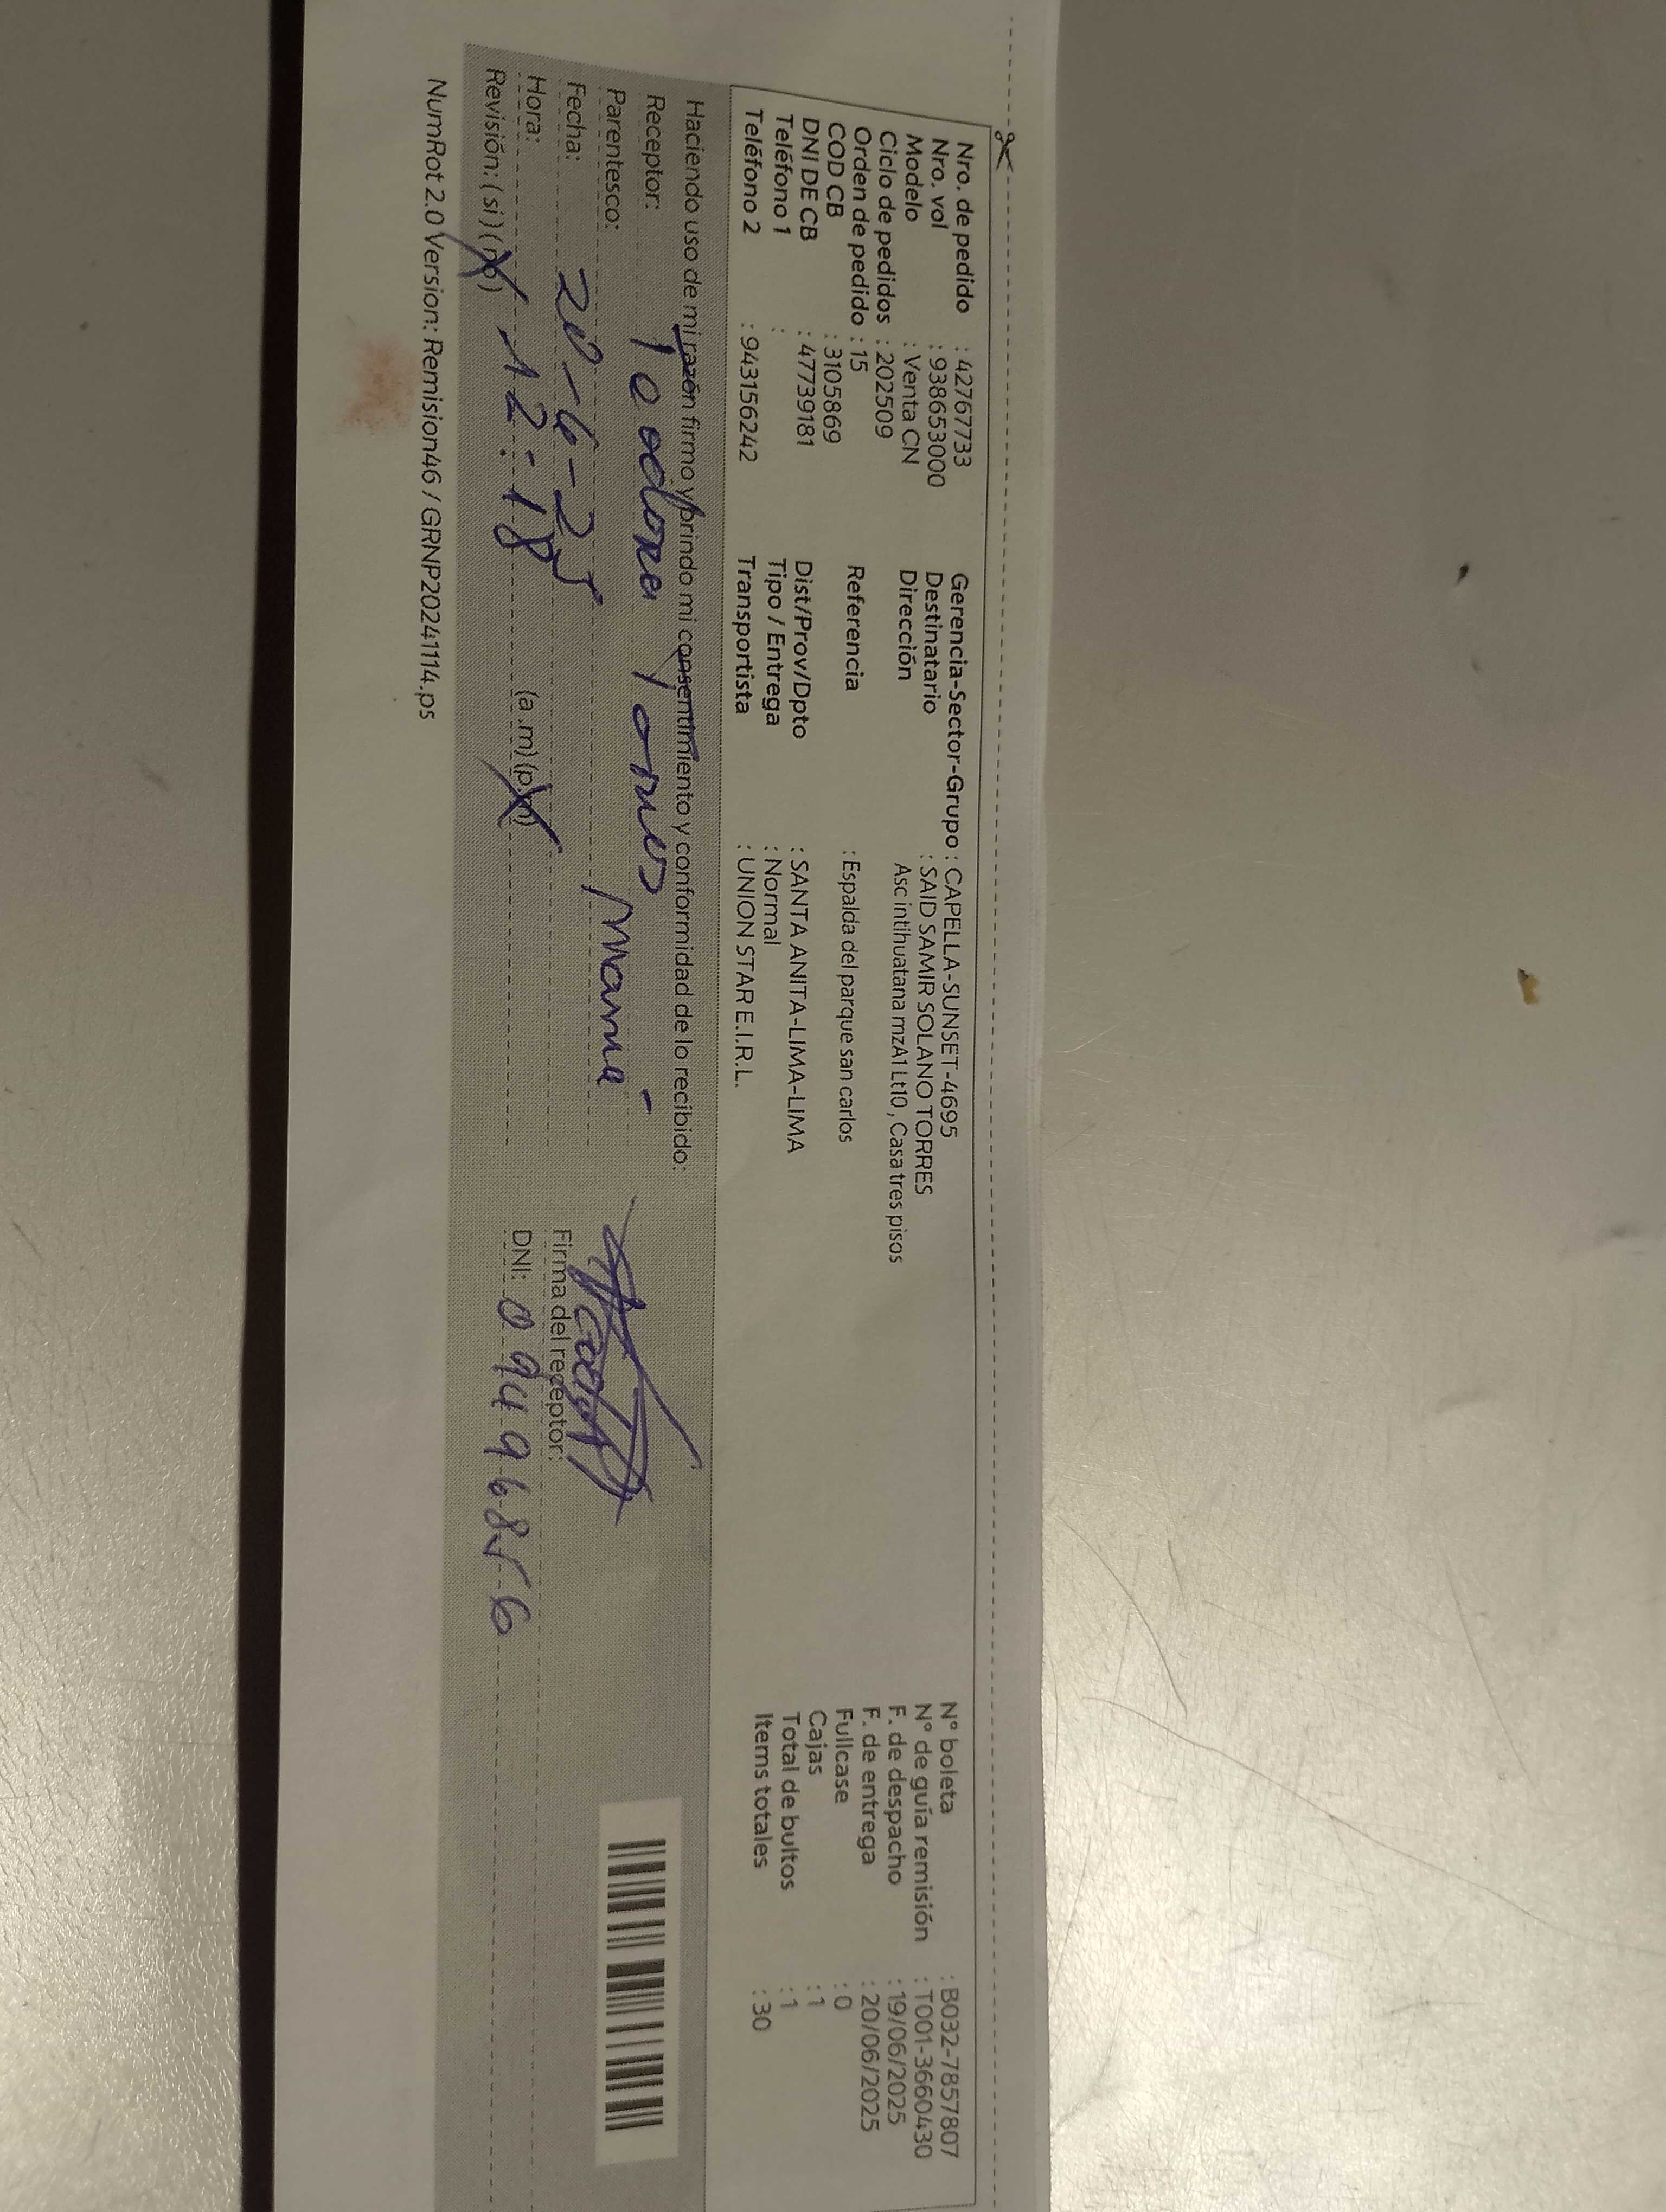 Nro. de pedido : 42767733
Nro. vol : 938653000
Modelo : Venta CN
Ciclo de pedidos : 202509
Orden de pedido : 15
COD CB : 3105869
DNI DE CB : 47739181
Teléfono 1 :
Teléfono 2 : 943156242
Gerencia-Sector-Grupo : CAPELLA-SUNSET-4695
Destinatario : SAID SAMIR SOLANO TORRES
Dirección Asc intihuatana mzA1 Lt10 , Casa tres pisos
Referencia : Espalda del parque san carlos
Dist/Prov/Dpto : SANTA ANITA-LIMA-LIMA
Tipo / Entrega : Normal
Transportista : UNION STAR E.I.R.L.
N° boleta : B032-7857807
N° de guía remisión : T001-3660430
F. de despacho : 19/06/2025
F. de entrega : 20/06/2025
Fullcase : 0
Cajas : 1
Total de bultos : 1
Items totales : 30
Haciendo uso de mi razón firmo y brindo mi consentimiento y conformidad de lo recibido:
Receptor:
Parentesco: mamá
Fecha: 20-6-25
Hora: 12:18 (a.m) (p.m)
Revisión: ( si ) ( no )
Firma del receptor:
DNI: 09496856
NumRot 2.0 Version: Remision46 / GRNP20241114.ps